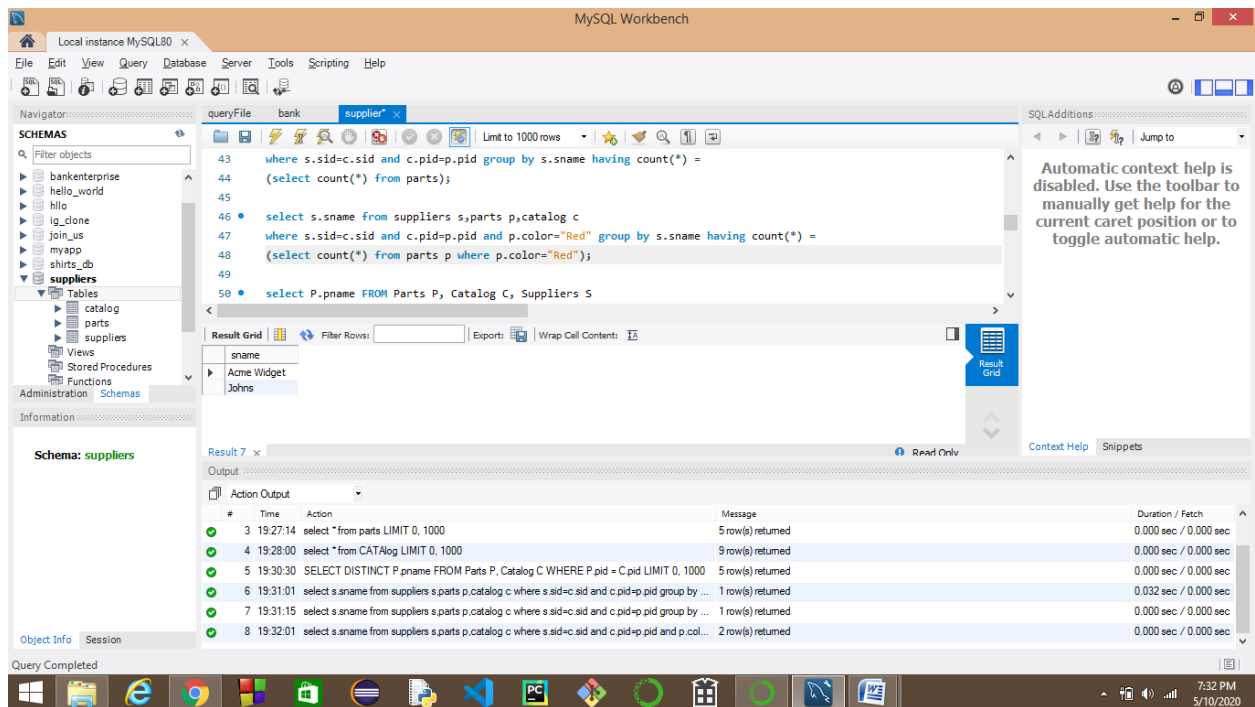 MySQL Workbench
Local instance MySQL80 ×
File Edit View Query Database Server Tools Scripting Help
Navigator
SCHEMAS
Filter objects
bankenterprise
hello_world
hllo
ig_clone
join_us
myapp
shirts_db
suppliers
Tables
catalog
parts
suppliers
Views
Stored Procedures
Functions
Administration Schemas
Information
Schema: suppliers
Object Info Session
queryFile bank supplier* ×
Limit to 1000 rows
43 where s.sid=c.sid and c.pid=p.pid group by s.sname having count(*) =
44 (select count(*) from parts);
45
46 select s.sname from suppliers s,parts p,catalog c
47 where s.sid=c.sid and c.pid=p.pid and p.color="Red" group by s.sname having count(*) =
48 (select count(*) from parts p where p.color="Red");
49
50 select P.pname FROM Parts P, Catalog C, Suppliers S
Result Grid Filter Rows: Export: Wrap Cell Content:
sname
Acme Widget
Johns
Result Grid
Result 7 × Read Only
SQLAdditions
Jump to
Automatic context help is
disabled. Use the toolbar to
manually get help for the
current caret position or to
toggle automatic help.
Context Help Snippets
Output
Action Output
# Time Action Message Duration / Fetch
3 19:27:14 select * from parts LIMIT 0, 1000 5 row(s) returned 0.000 sec / 0.000 sec
4 19:28:00 select * from CATAlog LIMIT 0, 1000 9 row(s) returned 0.000 sec / 0.000 sec
5 19:30:30 SELECT DISTINCT P.pname FROM Parts P, Catalog C WHERE P.pid = C.pid LIMIT 0, 1000 5 row(s) returned 0.000 sec / 0.000 sec
6 19:31:01 select s.sname from suppliers s,parts p,catalog c where s.sid=c.sid and c.pid=p.pid group by ... 1 row(s) returned 0.032 sec / 0.000 sec
7 19:31:15 select s.sname from suppliers s,parts p,catalog c where s.sid=c.sid and c.pid=p.pid group by ... 1 row(s) returned 0.000 sec / 0.000 sec
8 19:32:01 select s.sname from suppliers s,parts p,catalog c where s.sid=c.sid and c.pid=p.pid and p.col... 2 row(s) returned 0.000 sec / 0.000 sec
Query Completed
PC
7:32 PM
5/10/2020